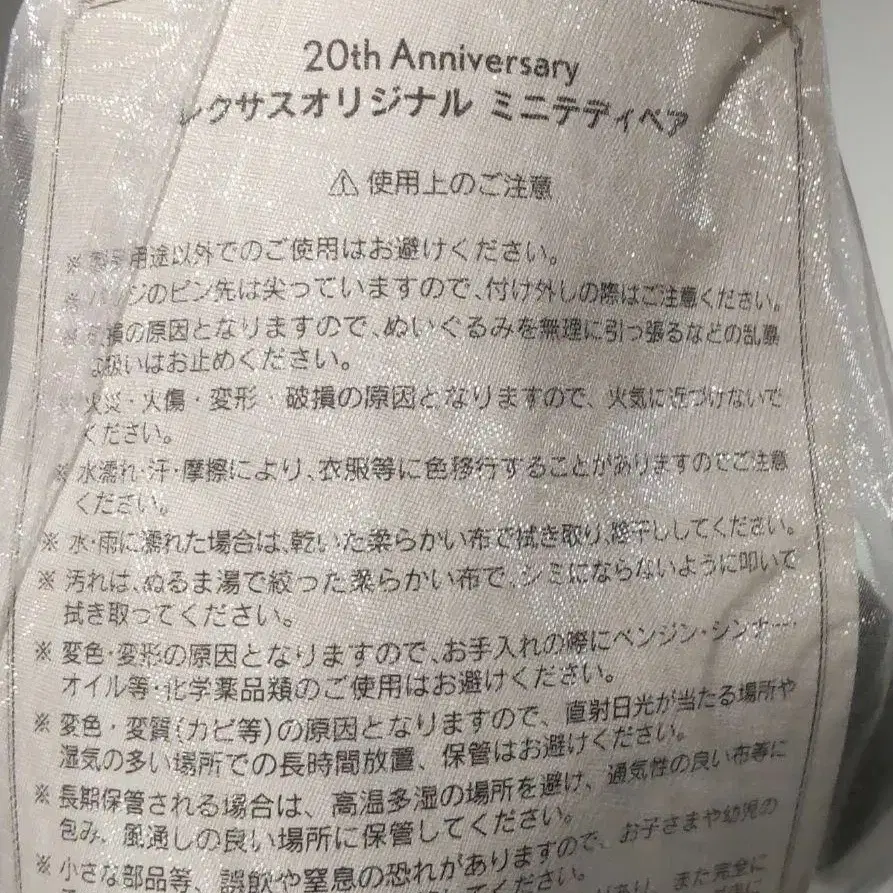 20th Anniversary
レクサスオリジナル ミニテディベア
⚠ 使用上のご注意
※ 用途以外でのご使用はお避けください。
※ バッジのピン先は尖っていますので、付け外しの際はご注意ください。
※ 破損の原因となりますので、ぬいぐるみを無理に引っ張るなどの乱暴
な扱いはお止めください。
※ 火災・火傷・変形・破損の原因となりますので、火気に近づけないで
ください。
※ 水濡れ・汗・摩擦により、衣服等に色移行することがありますのでご注意
ください。
※ 水・雨に濡れた場合は、乾いた柔らかい布で拭き取り、陰干ししてください。
※ 汚れは、ぬるま湯で絞った柔らかい布で、シミにならないように叩いて
拭き取ってください。
※ 変色・変形の原因となりますので、お手入れの際にベンジン・シンナー・
オイル等・化学薬品類のご使用はお避けください。
※ 変色・変質(カビ等)の原因となりますので、直射日光が当たる場所や
湿気の多い場所での長時間放置、保管はお避けください。
※ 長期保管される場合は、高温多湿の場所を避け、通気性の良い布等に
包み、風通しの良い場所に保管してください。
※ 小さな部品等、誤飲や窒息の恐れがありますので、お子さまや幼児の
してください。
があり、また完全に